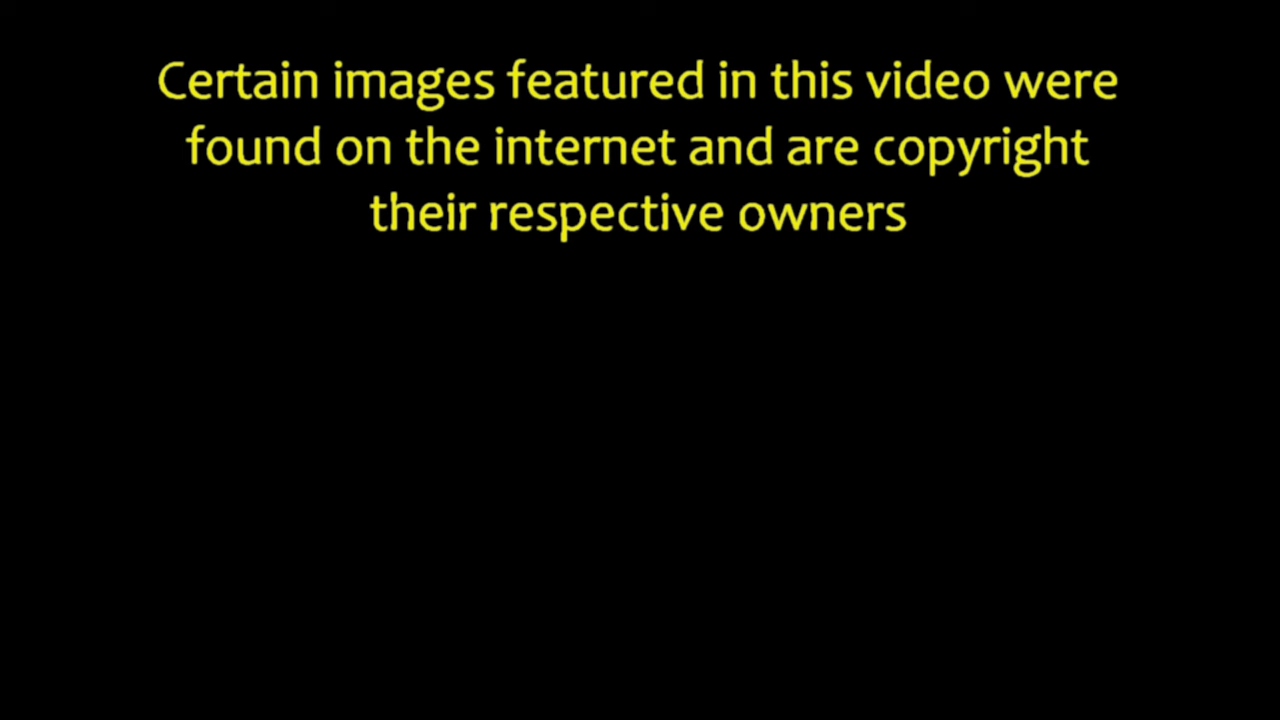 Certain images featured in this video were
found on the internet and are copyright
their respective owners